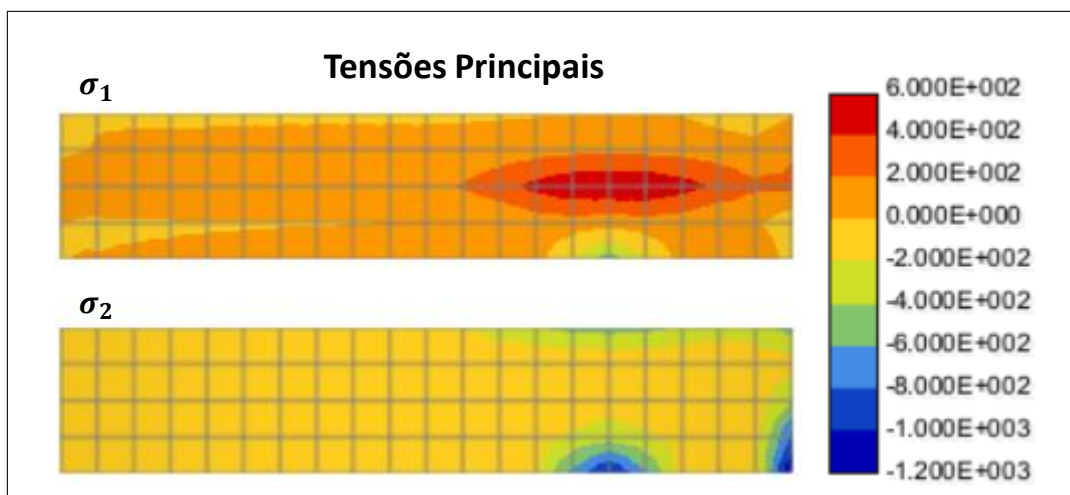 Tensões Principais
σ₁
σ₂
6.000E+002
4.000E+002
2.000E+002
0.000E+000
-2.000E+002
-4.000E+002
-6.000E+002
-8.000E+002
-1.000E+003
-1.200E+003